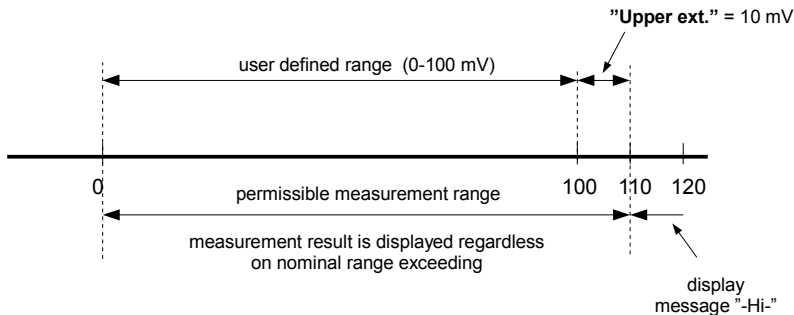 ”Upper ext.” = 10 mV
user defined range (0-100 mV)
0
100
110
120
permissible measurement range
measurement result is displayed regardless
on nominal range exceeding
display
message ”-Hi-”